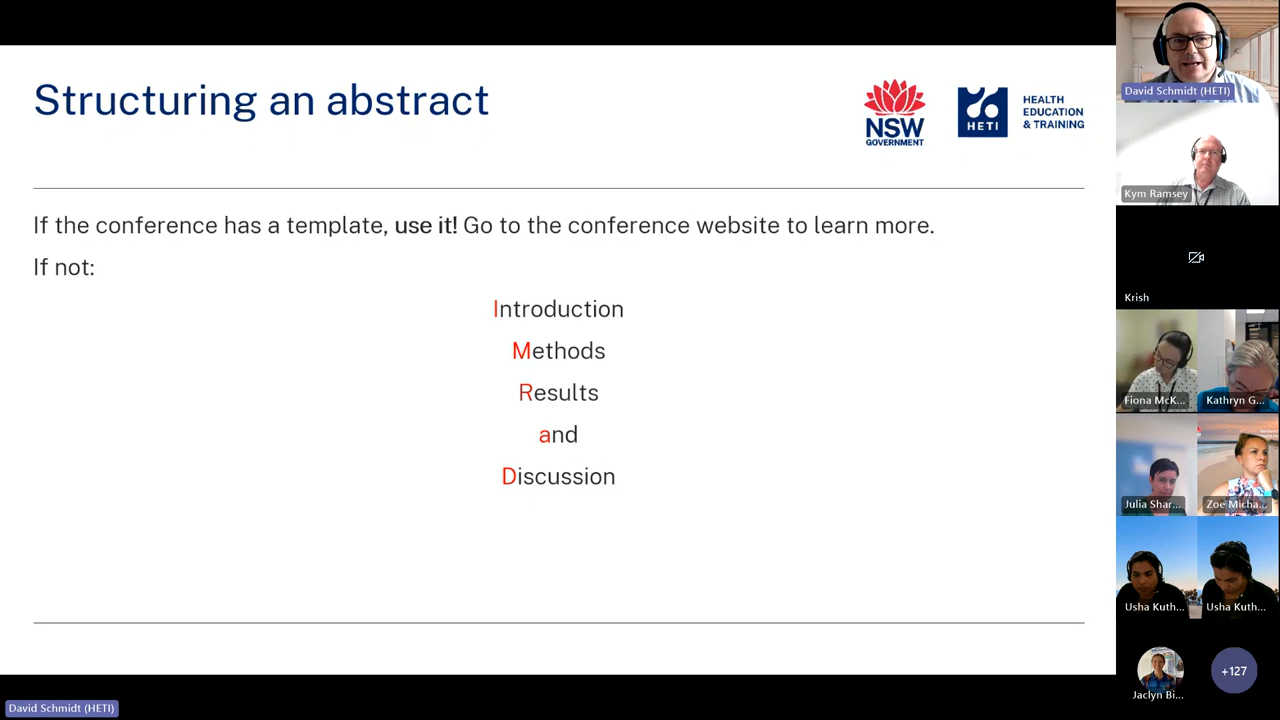 Structuring an abstract
NSW
GOVERNMENT
HETI
HEALTH
EDUCATION
& TRAINING
If the conference has a template, use it! Go to the conference website to learn more.
If not:
Introduction
Methods
Results
and
Discussion
David Schmidt (HETI)
David Schmidt (HETI)
Kym Ramsey
Krish
Fiona McK...
Kathryn G...
Julia Shar...
Zoe Micha...
Usha Kuth...
Usha Kuth...
Jaclyn Bi...
+127